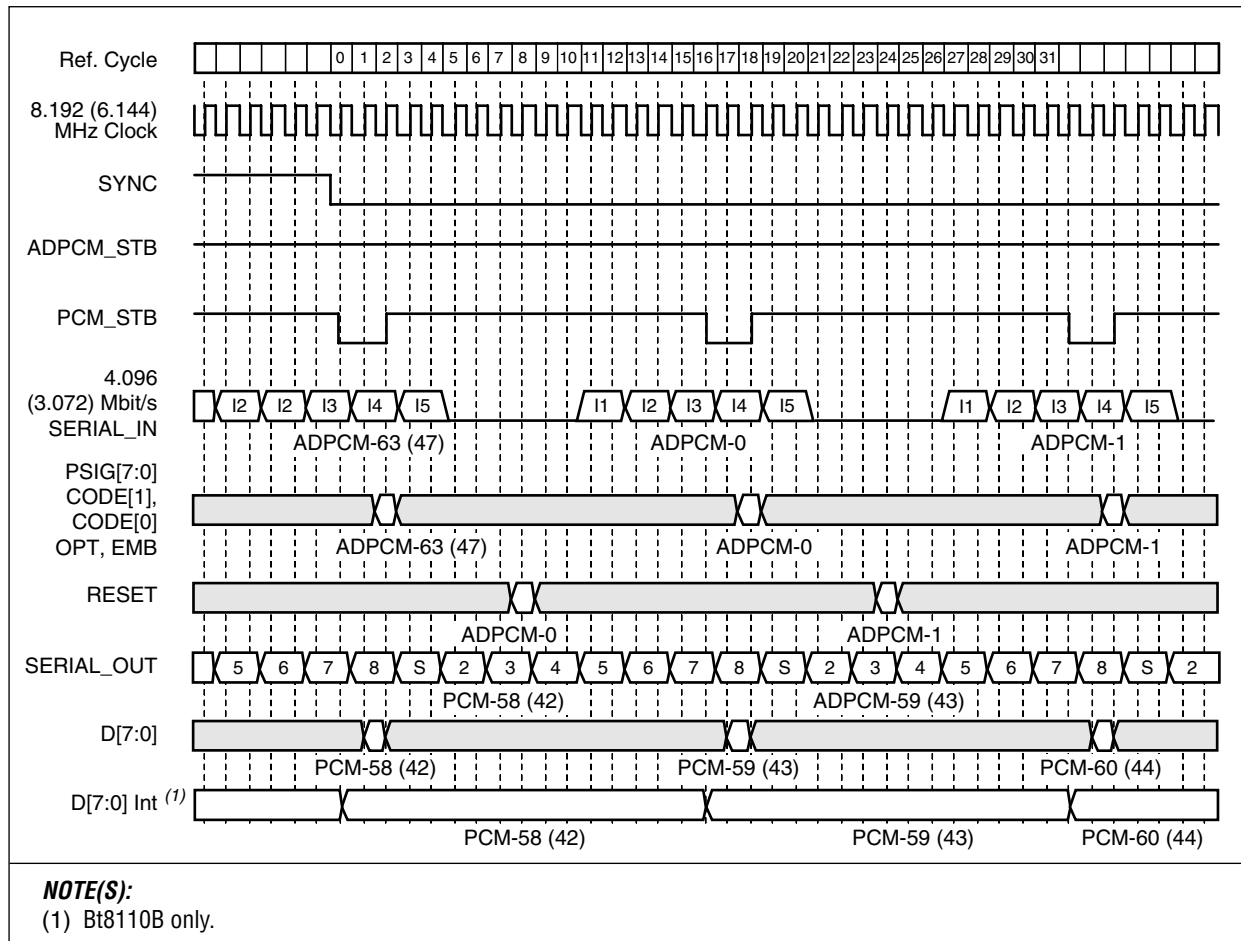 Ref. Cycle
0 1 2 3 4 5 6 7 8 9 10 11 12 13 14 15 16 17 18 19 20 21 22 23 24 25 26 27 28 29 30 31
8.192 (6.144)
MHz Clock
SYNC
ADPCM_STB
PCM_STB
4.096
(3.072) Mbit/s
SERIAL_IN
I2 I2 I3 I4 I5 I1 I2 I3 I4 I5 I1 I2 I3 I4 I5
ADPCM-63 (47) ADPCM-0 ADPCM-1
PSIG[7:0]
CODE[1],
CODE[0]
OPT, EMB
ADPCM-63 (47) ADPCM-0 ADPCM-1
RESET
ADPCM-0 ADPCM-1
SERIAL_OUT
5 6 7 8 S 2 3 4 5 6 7 8 S 2 3 4 5 6 7 8 S 2
PCM-58 (42) ADPCM-59 (43)
D[7:0]
PCM-58 (42) PCM-59 (43) PCM-60 (44)
D[7:0] Int (1)
PCM-58 (42) PCM-59 (43) PCM-60 (44)
NOTE(S):
(1) Bt8110B only.